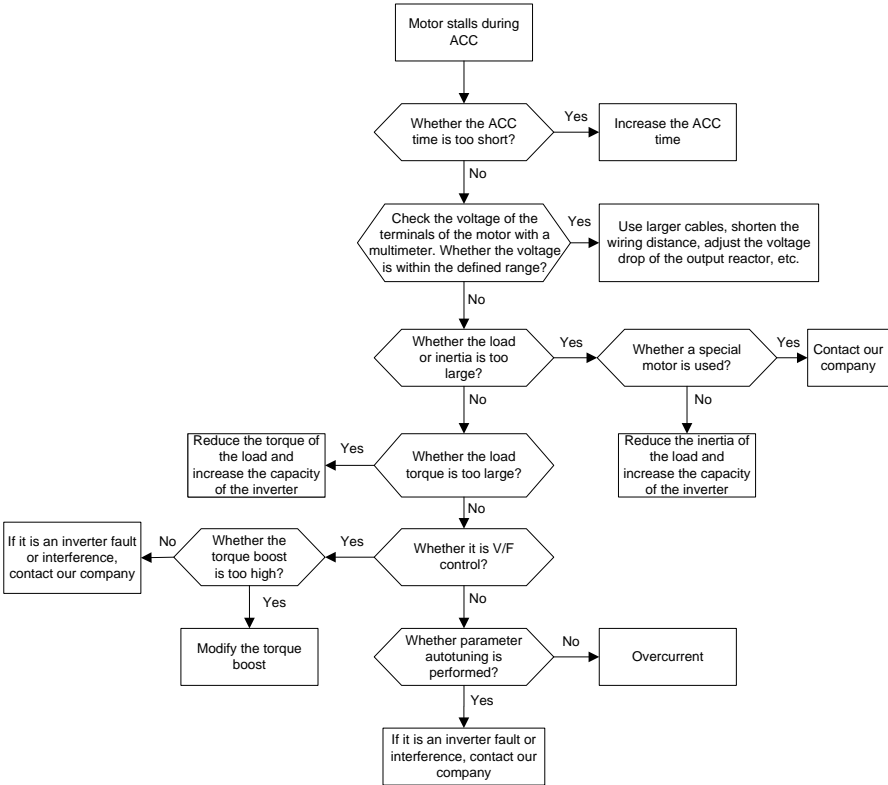 Motor stalls during
ACC
Whether the ACC
time is too short?
Yes
Increase the ACC
time
No
Check the voltage of the
terminals of the motor with a
multimeter. Whether the voltage
is within the defined range?
Yes
Use larger cables, shorten the
wiring distance, adjust the voltage
drop of the output reactor, etc.
No
Whether the load
or inertia is too
large?
Yes
Whether a special
motor is used?
Yes
Contact our
company
No
No
Reduce the torque of
the load and
increase the capacity
of the inverter
Yes
Whether the load
torque is too large?
Reduce the inertia of
the load and
increase the capacity
of the inverter
No
If it is an inverter fault
or interference,
contact our company
No
Whether the
torque boost
is too high?
Yes
Whether it is V/F
control?
Yes
No
Modify the torque
boost
Whether parameter
autotuning is
performed?
No
Overcurrent
Yes
If it is an inverter fault or
interference, contact our
company